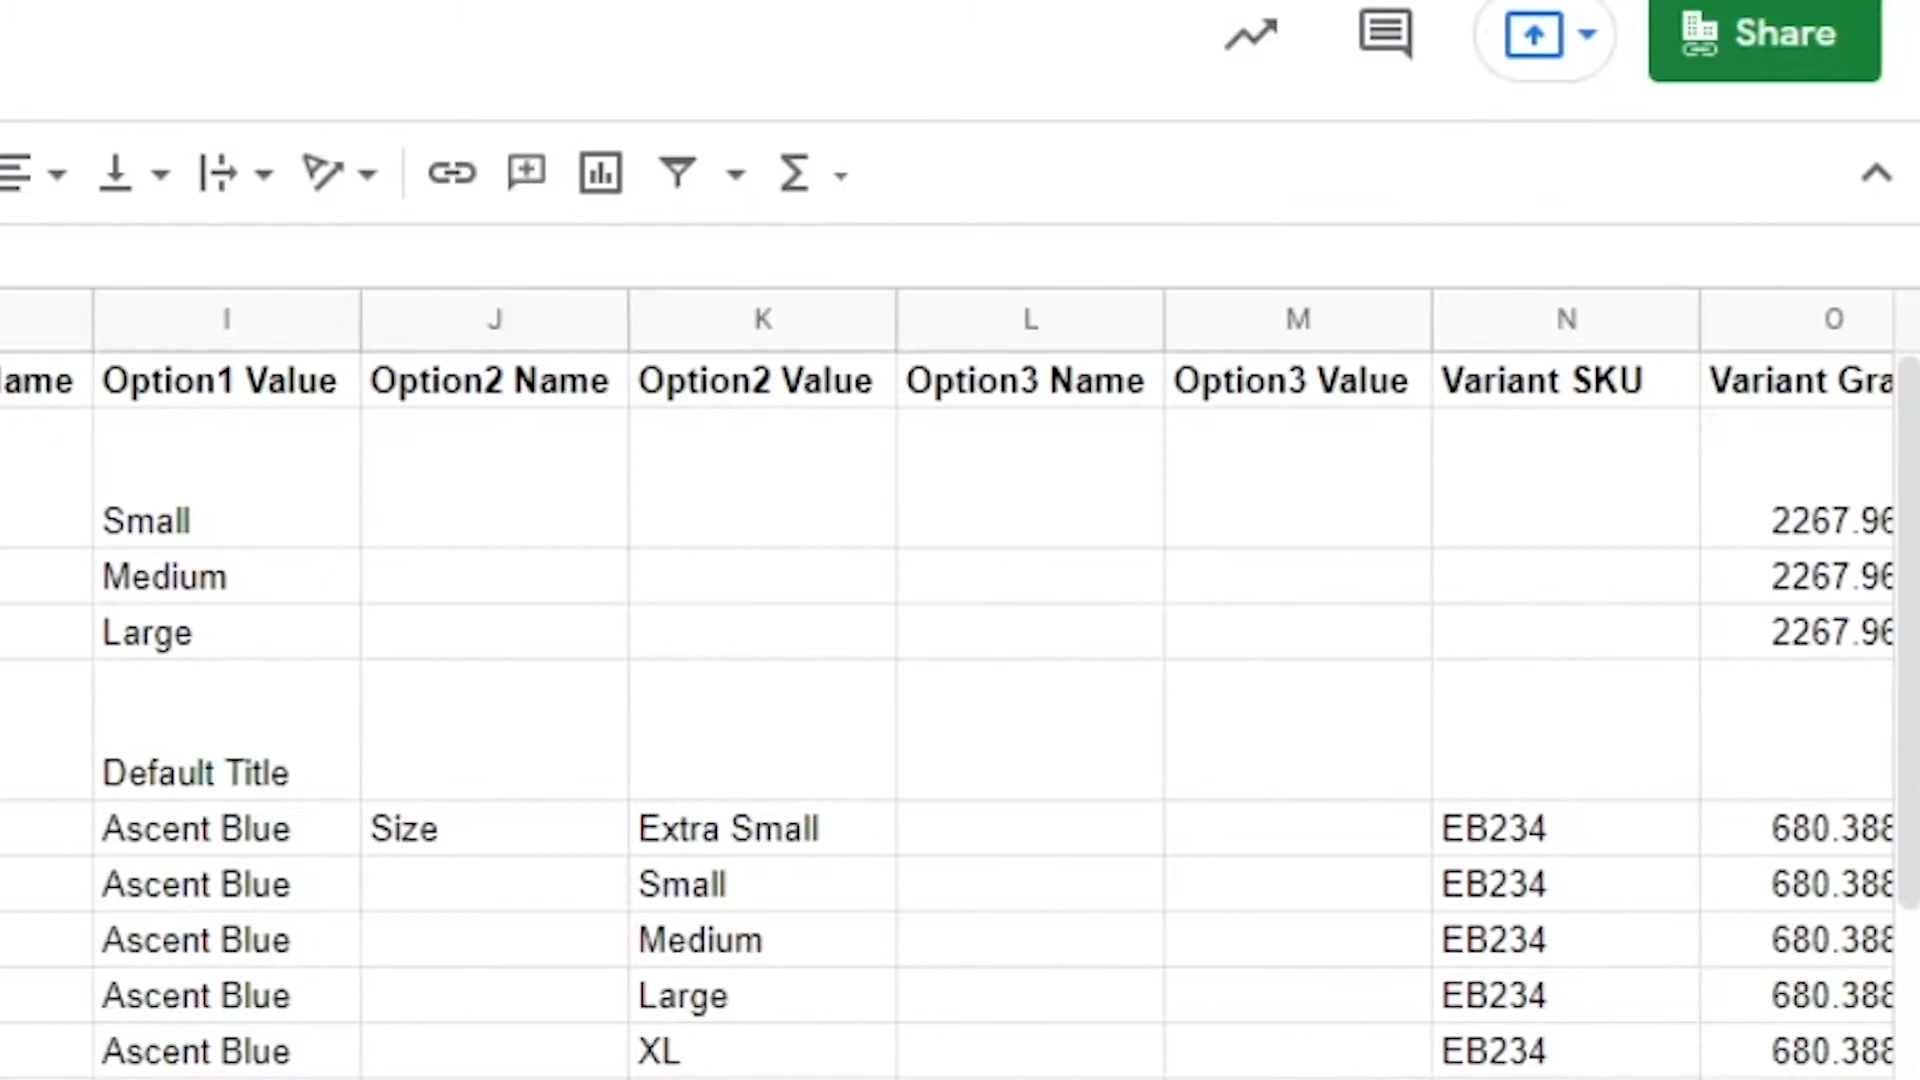 Share
I J K L M N O
Option1 Value Option2 Name Option2 Value Option3 Name Option3 Value Variant SKU Variant
Small 2267.96
Medium 2267.96
Large 2267.96
Default Title
Ascent Blue Size Extra Small EB234 680.388
Ascent Blue Small EB234 680.388
Ascent Blue Medium EB234 680.388
Ascent Blue Large EB234 680.388
Ascent Blue XL EB234 680.388